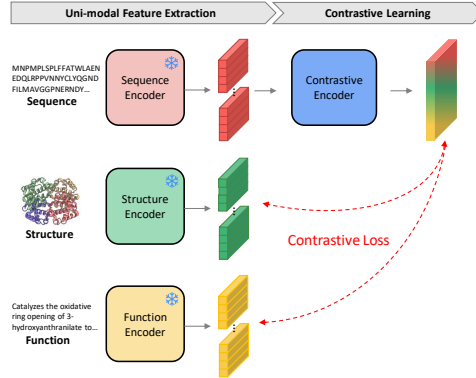 Uni-modal Feature Extraction
Contrastive Learning
MNPMPLSPLFFATWLAEN
EDQLRPPVNNYCLYQGND
FILMAVGGPNERNDY...
Sequence
Sequence
Encoder
Contrastive
Encoder
Structure
Structure
Encoder
Contrastive Loss
Catalyzes the oxidative
ring opening of 3-
hydroxyanthranilate to...
Function
Function
Encoder